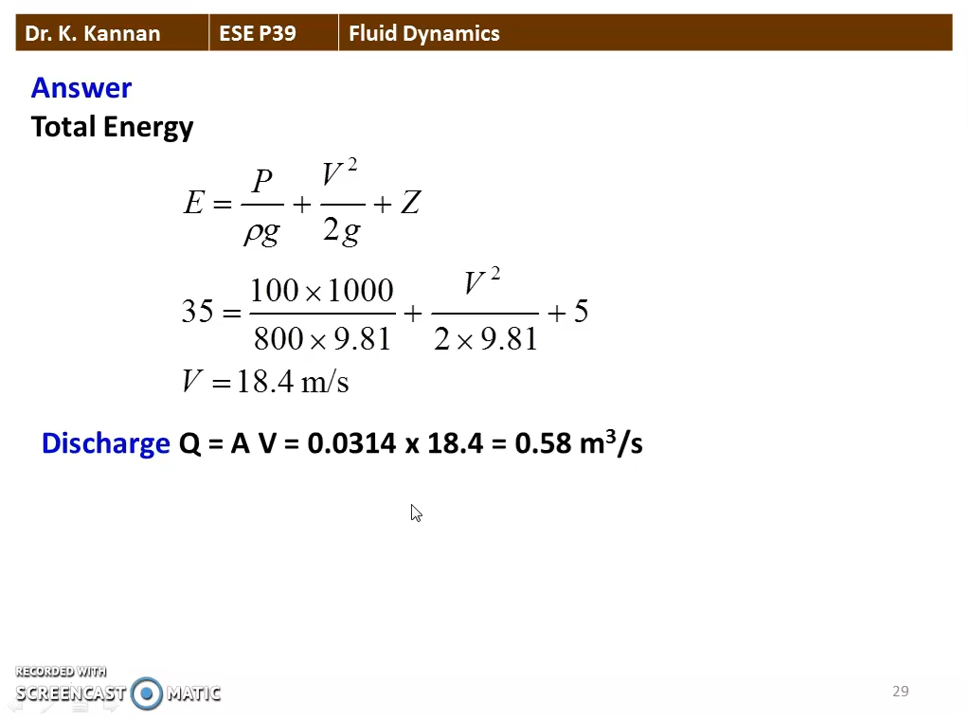 Dr. K. Kannan ESE P39 Fluid Dynamics
Answer
Total Energy
E = P/ρg + V²/2g + Z
35 = 100 × 1000/800 × 9.81 + V²/2 × 9.81 + 5
V = 18.4 m/s
Discharge Q = A V = 0.0314 x 18.4 = 0.58 m³/s
RECORDED WITH
SCREENCAST MATIC
29